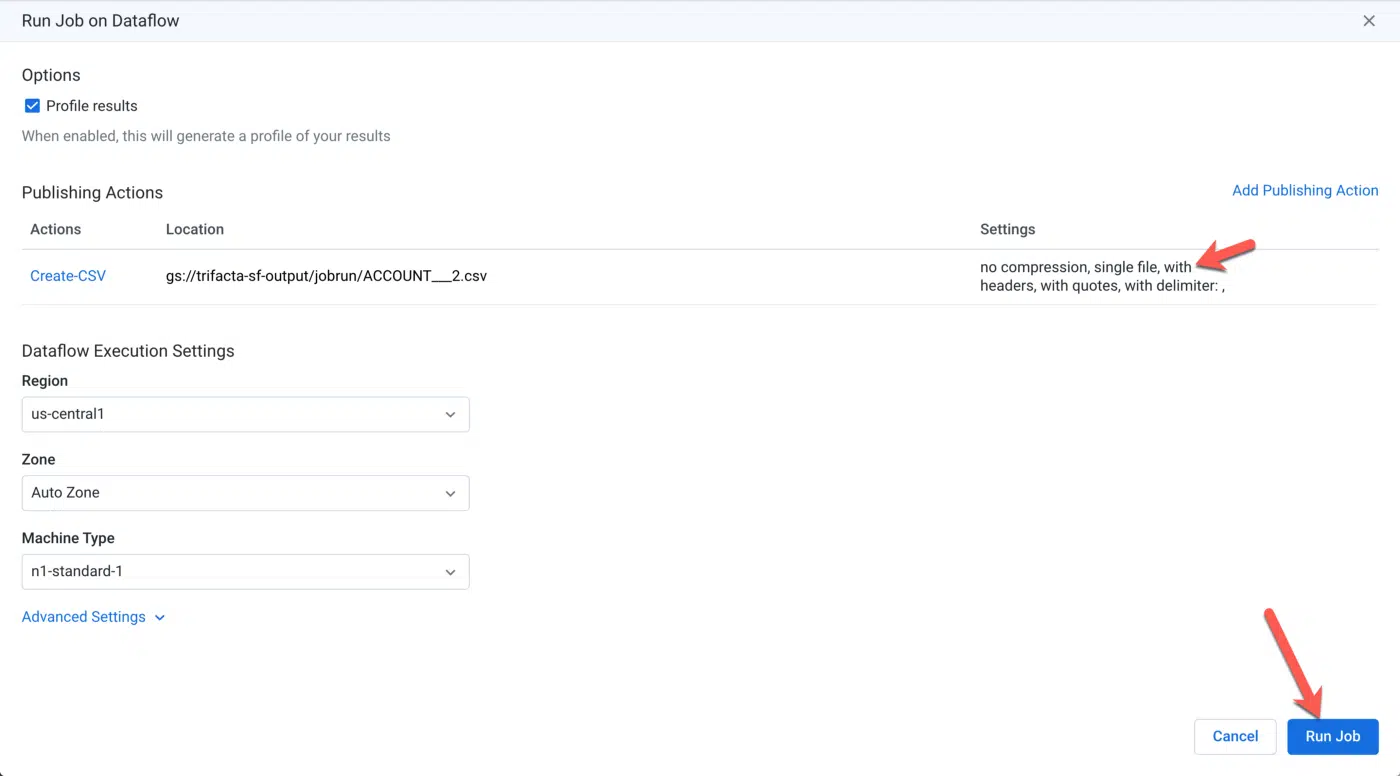 Run Job on Dataflow
Options
Profile results
When enabled, this will generate a profile of your results
Publishing Actions
Add Publishing Action
Actions Location Settings
Create-CSV gs://trifacta-sf-output/jobrun/ACCOUNT___2.csv no compression, single file, with
headers, with quotes, with delimiter: ,
Dataflow Execution Settings
Region
us-central1
Zone
Auto Zone
Machine Type
n1-standard-1
Advanced Settings
Cancel Run Job